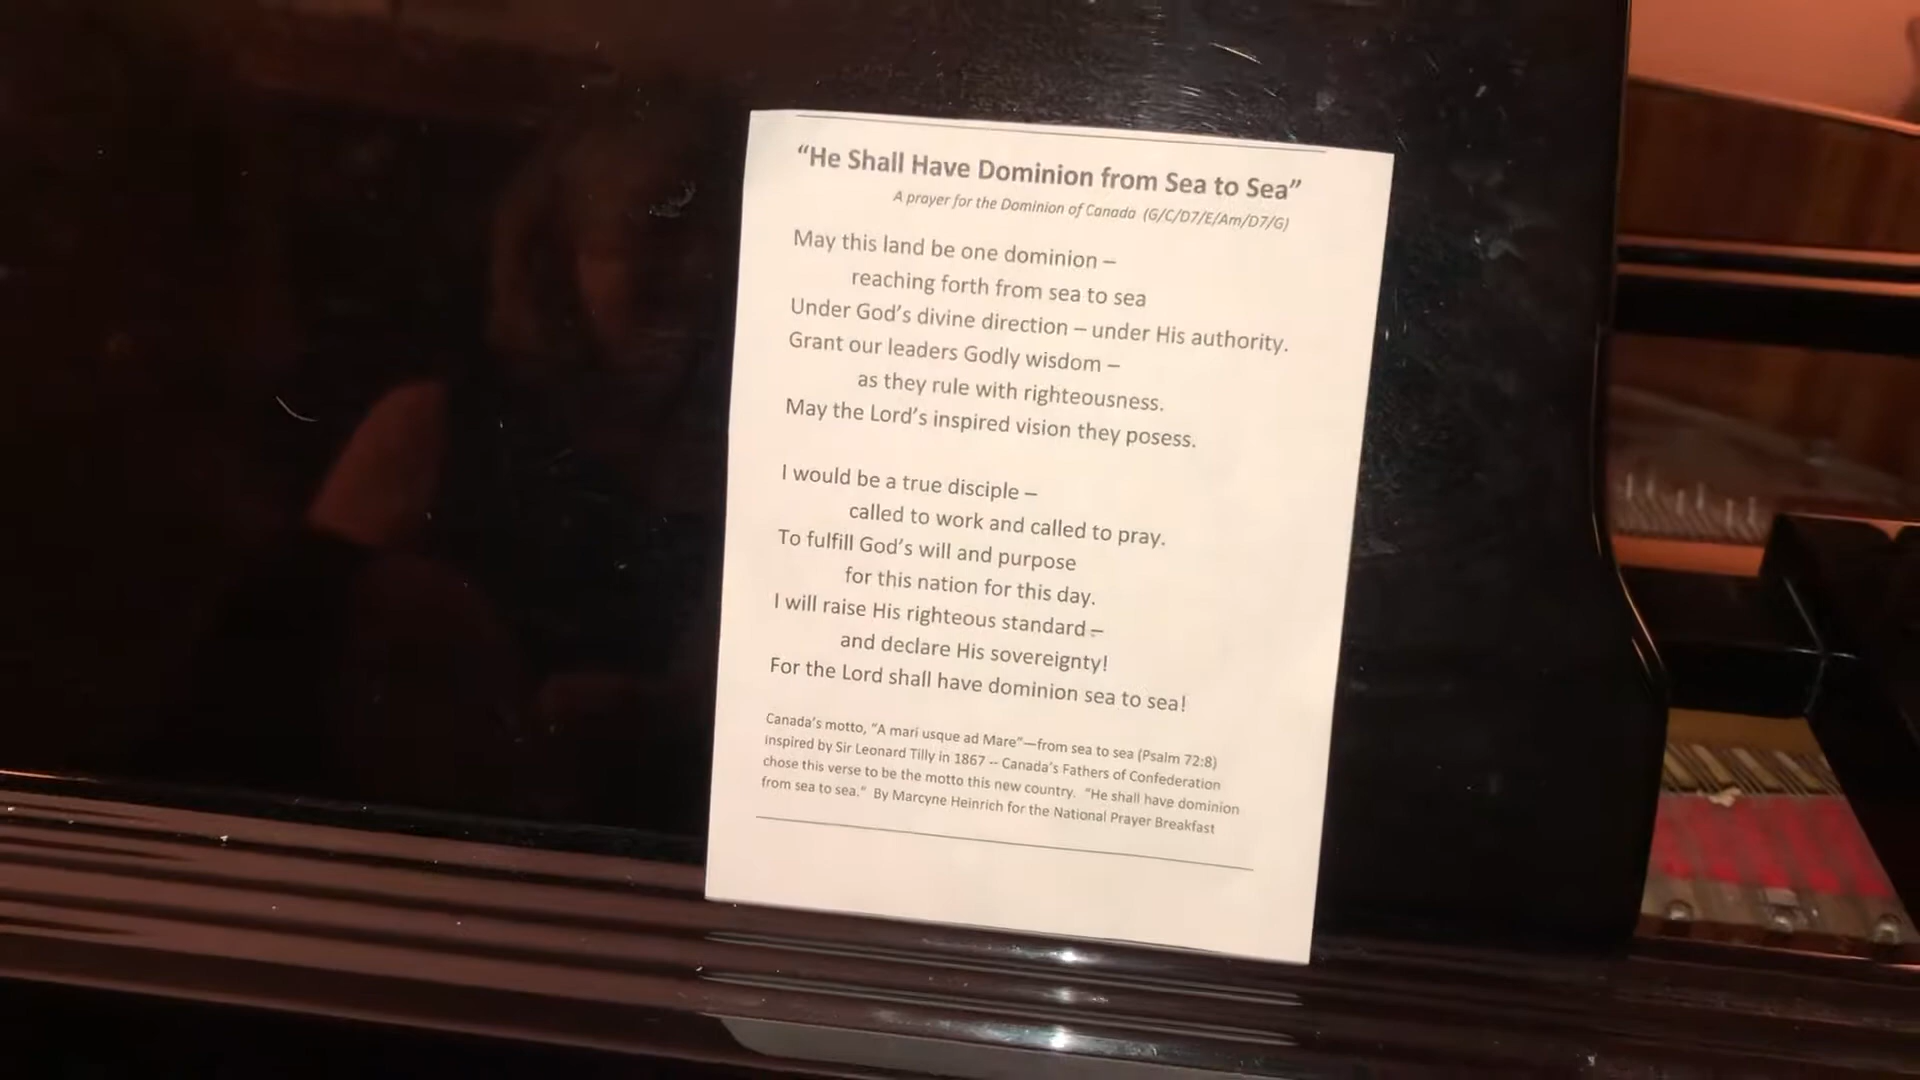 “He Shall Have Dominion from Sea to Sea”
A prayer for the Dominion of Canada (G/C/D7/E/Am/D7/G)
May this land be one dominion –
reaching forth from sea to sea
Under God’s divine direction – under His authority.
Grant our leaders Godly wisdom –
as they rule with righteousness.
May the Lord’s inspired vision they posess.
I would be a true disciple –
called to work and called to pray.
To fulfill God’s will and purpose
for this nation for this day.
I will raise His righteous standard –
and declare His sovereignty!
For the Lord shall have dominion sea to sea!
Canada’s motto, “A mari usque ad Mare”—from sea to sea (Psalm 72:8)
inspired by Sir Leonard Tilly in 1867 -- Canada’s Fathers of Confederation
chose this verse to be the motto this new country. “He shall have dominion
from sea to sea.” By Marcyne Heinrich for the National Prayer Breakfast